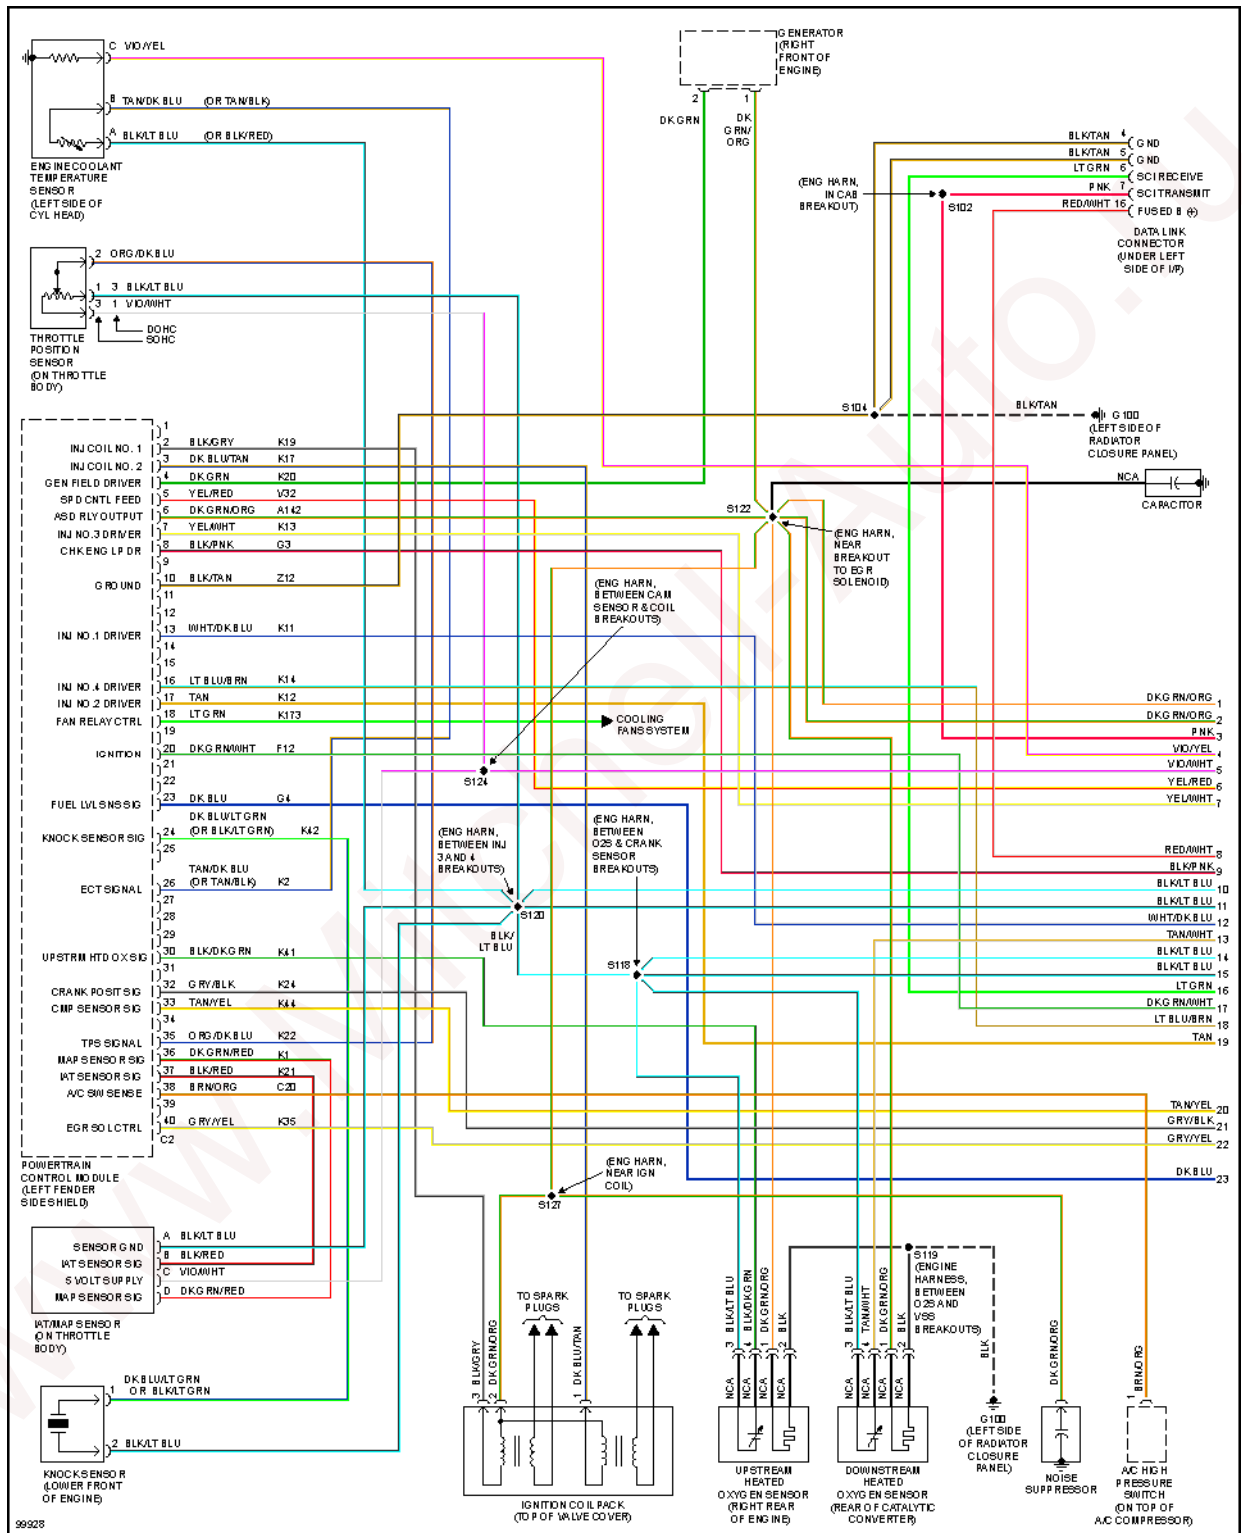 C VIO/YEL
B TAN/DK BLU (OR TAN/BLK)
A BLK/LT BLU (OR BLK/RED)
ENGINE COOLANT
TEMPERATURE
SENSOR
(LEFT SIDE OF
CYL HEAD)
GENERATOR
(RIGHT
FRONT OF
ENGINE)
2 1
DK GRN
DK
GRN/
ORG
BLK/TAN 4 GND
BLK/TAN 5 GND
LT GRN 6 SCI RECEIVE
PNK 7 SCI TRANSMIT
RED/WHT 16 FUSED B (+)
(ENG HARN,
IN CAB
BREAKOUT)
S102
DATA LINK
CONNECTOR
(UNDER LEFT
SIDE OF I/P)
2 ORG/DK BLU
1 3 BLK/LT BLU
3 1 VIO/WHT
DOHC
SOHC
THROTTLE
POSITION
SENSOR
(ON THROTTLE
BODY)
S104
BLK/TAN
G100
(LEFT SIDE OF
RADIATOR
CLOSURE PANEL)
NCA
CAPACITOR
S122
(ENG HARN,
NEAR
BREAKOUT
TO EGR
SOLENOID)
1
INJ COIL NO. 1 2 BLK/GRY K19
INJ COIL NO. 2 3 DK BLU/TAN K17
GEN FIELD DRIVER 4 DK GRN K20
SPD CNTL FEED 5 YEL/RED V32
ASD RLY OUTPUT 6 DK GRN/ORG A142
INJ NO. 3 DRIVER 7 YEL/WHT K13
CHK ENG LP DR 8 BLK/PNK G3
9
GROUND 10 BLK/TAN Z12
11
12
INJ NO. 1 DRIVER 13 WHT/DK BLU K11
14
15
INJ NO. 4 DRIVER 16 LT BLU/BRN K14
INJ NO. 2 DRIVER 17 TAN K12
FAN RELAY CTRL 18 LT GRN K173
19
IGNITION 20 DK GRN/WHT F12
21
22
FUEL LVL SNS SIG 23 DK BLU G4
DK BLU/LT GRN
KNOCK SENSOR SIG 24 (OR BLK/LT GRN) K42
25
TAN/DK BLU
ECT SIGNAL 26 (OR TAN/BLK) K2
27
28
29
UPSTRM HTD OX SIG 30 BLK/DK GRN K41
31
CRANK POSIT SIG 32 GRY/BLK K24
CMP SENSOR SIG 33 TAN/YEL K44
34
TPS SIGNAL 35 ORG/DK BLU K22
MAP SENSOR SIG 36 DK GRN/RED K1
IAT SENSOR SIG 37 BLK/RED K21
A/C SW SENSE 38 BRN/ORG C20
39
EGR SOL CTRL 40 GRY/YEL K35
C2
POWERTRAIN
CONTROL MODULE
(LEFT FENDER
SIDE SHIELD)
(ENG HARN,
BETWEEN CAM
SENSOR & COIL
BREAKOUTS)
COOLING
FANS SYSTEM
S124
(ENG HARN,
BETWEEN INJ
3 AND 4
BREAKOUTS)
(ENG HARN,
BETWEEN
O2S & CRANK
SENSOR
BREAKOUTS)
S120
BLK/
LT BLU
S118
DK GRN/ORG 1
DK GRN/ORG 2
PNK 3
VIO/YEL 4
VIO/WHT 5
YEL/RED 6
YEL/WHT 7
RED/WHT 8
BLK/PNK 9
BLK/LT BLU 10
BLK/LT BLU 11
WHT/DK BLU 12
TAN/WHT 13
BLK/LT BLU 14
BLK/LT BLU 15
LT GRN 16
DK GRN/WHT 17
LT BLU/BRN 18
TAN 19
TAN/YEL 20
GRY/BLK 21
GRY/YEL 22
DK BLU 23
(ENG HARN,
NEAR IGN
COIL)
S127
SENSOR GND A BLK/LT BLU
IAT SENSOR SIG B BLK/RED
5 VOLT SUPPLY C VIO/WHT
MAP SENSOR SIG D DK GRN/RED
IAT/MAP SENSOR
(ON THROTTLE
BODY)
1 DK BLU/LT GRN
OR BLK/LT GRN
2 BLK/LT BLU
KNOCK SENSOR
(LOWER FRONT
OF ENGINE)
TO SPARK
PLUGS
TO SPARK
PLUGS
3 BLK/GRY
2 DK GRN/ORG
1 DK BLU/TAN
IGNITION COIL PACK
(TOP OF VALVE COVER)
3 BLK/LT BLU
4 BLK/DK GRN
1 DK GRN/ORG
2 BLK
NCA
NCA
NCA
NCA
UPSTREAM
HEATED
OXYGEN SENSOR
(RIGHT REAR
OF ENGINE)
3 BLK/LT BLU
4 TAN/WHT
1 DK GRN/ORG
2 BLK
NCA
NCA
NCA
NCA
DOWNSTREAM
HEATED
OXYGEN SENSOR
(REAR OF CATALYTIC
CONVERTER)
S119
(ENGINE
HARNESS,
BETWEEN
O2S AND
VSS
BREAKOUTS)
BLK
G100
(LEFT SIDE
OF RADIATOR
CLOSURE
PANEL)
DK GRN/ORG
NOISE
SUPPRESSOR
1 BRN/ORG
A/C HIGH
PRESSURE
SWITCH
(ON TOP OF
A/C COMPRESSOR)
99928
www.Mitchell-Auto.ru